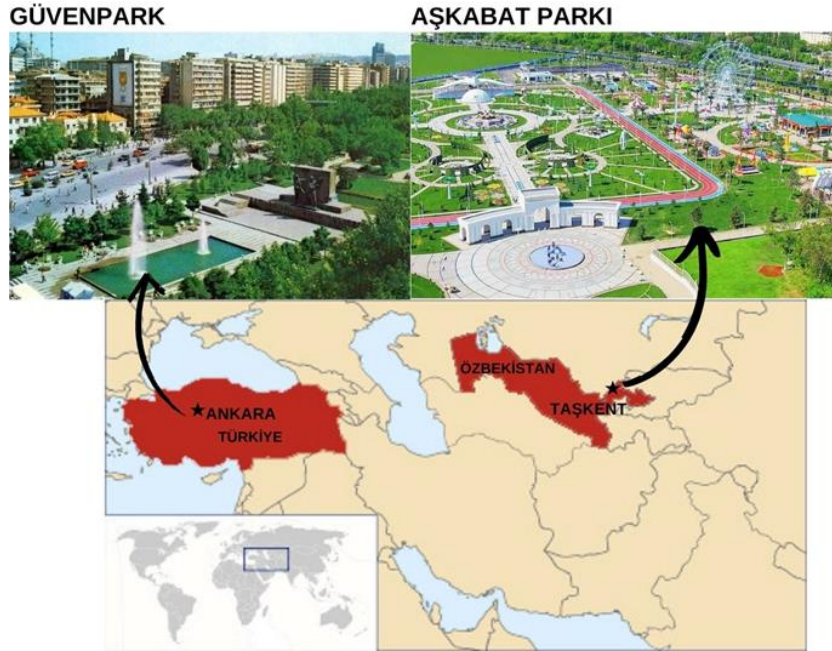 GÜVENPARK
AŞKABAT PARKI
ÖZBEKİSTAN
TAŞKENT
ANKARA
TÜRKİYE